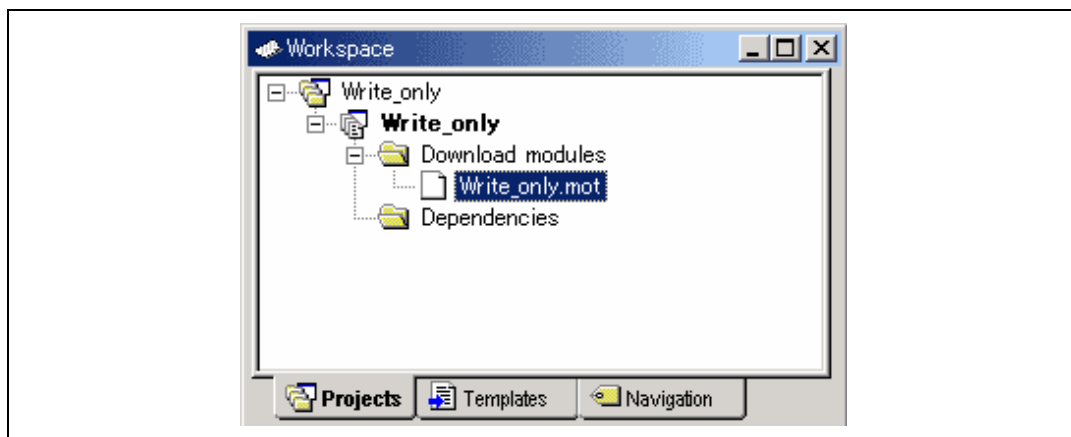 Workspace
Write_only
Write_only
Download modules
Write_only.mot
Dependencies
Projects Templates Navigation